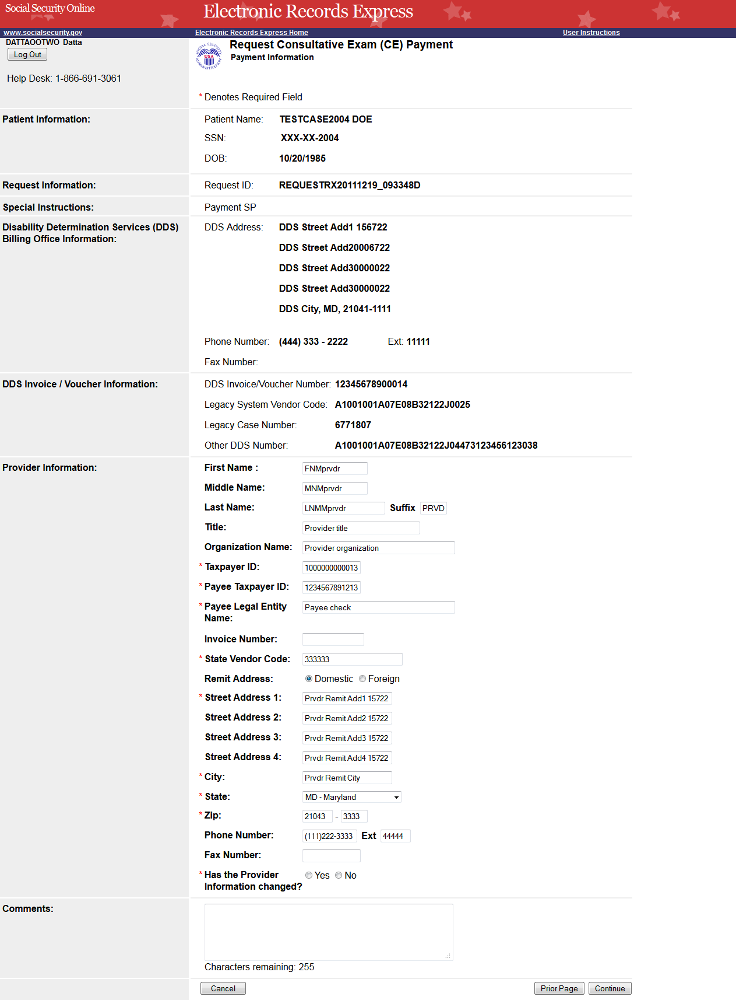 Social Security Online
Electronic Records Express
www.socialsecurity.gov Electronic Records Express Home User Instructions
DATTAOOTWO Datta
Log Out
Help Desk: 1-866-691-3061
SOCIAL SECURITY ADMINISTRATION
USA
Request Consultative Exam (CE) Payment
Payment Information
* Denotes Required Field
Patient Information:
Patient Name: TESTCASE2004 DOE
SSN: XXX-XX-2004
DOB: 10/20/1985
Request Information:
Request ID: REQUESTRX20111219_093348D
Special Instructions:
Payment SP
Disability Determination Services (DDS)
Billing Office Information:
DDS Address: DDS Street Add1 156722
DDS Street Add20006722
DDS Street Add30000022
DDS Street Add30000022
DDS City, MD, 21041-1111
Phone Number: (444) 333 - 2222 Ext: 11111
Fax Number:
DDS Invoice / Voucher Information:
DDS Invoice/Voucher Number: 12345678900014
Legacy System Vendor Code: A1001001A07E08B32122J0025
Legacy Case Number: 6771807
Other DDS Number: A1001001A07E08B32122J04473123456123038
Provider Information:
First Name : FNMprvdr
Middle Name: MNMprvdr
Last Name: LNMMprvdr Suffix PRVD
Title: Provider title
Organization Name: Provider organization
* Taxpayer ID: 1000000000013
* Payee Taxpayer ID: 1234567891213
* Payee Legal Entity
Name: Payee check
Invoice Number:
* State Vendor Code: 333333
Remit Address: Domestic Foreign
* Street Address 1: Prvdr Remit Add1 15722
Street Address 2: Prvdr Remit Add2 15722
Street Address 3: Prvdr Remit Add3 15722
Street Address 4: Prvdr Remit Add4 15722
* City: Prvdr Remit City
* State: MD - Maryland
* Zip: 21043 - 3333
Phone Number: (111)222-3333 Ext 44444
Fax Number:
* Has the Provider
Information changed? Yes No
Comments:
Characters remaining: 255
Cancel Prior Page Continue